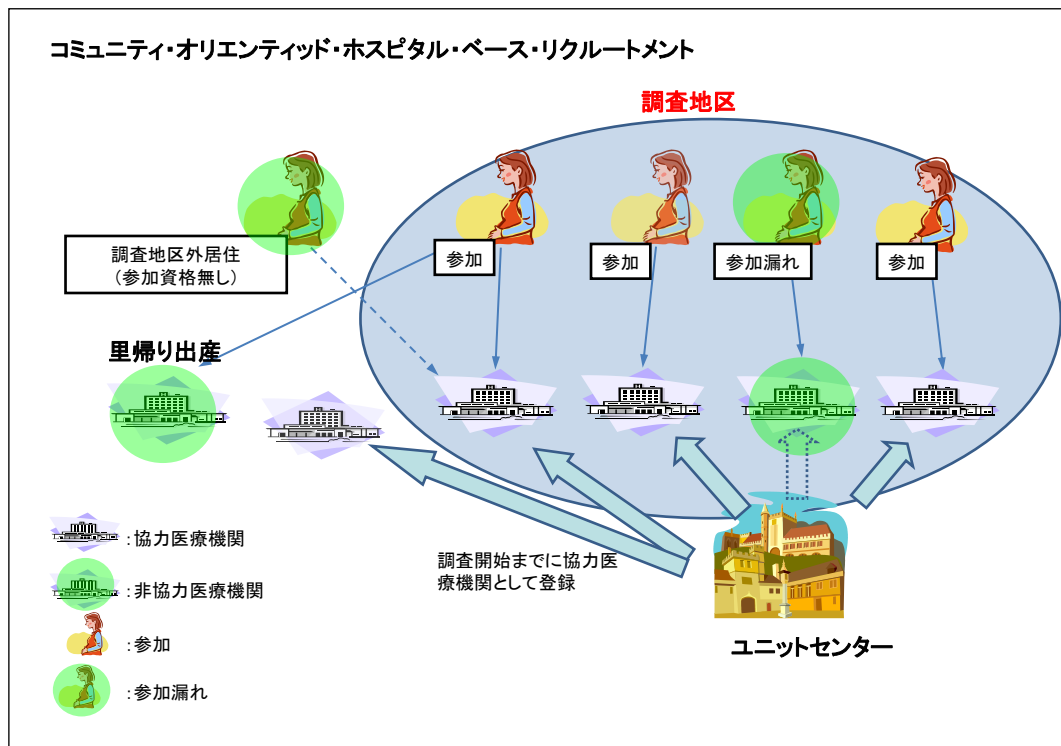 コミュニティ・オリエンティッド・ホスピタル・ベース・リクルートメント
調査地区
調査地区外居住
(参加資格無し)
参加
参加
参加漏れ
参加
里帰り出産
:協力医療機関
:非協力医療機関
:参加
:参加漏れ
調査開始までに協力医
療機関として登録
ユニットセンター